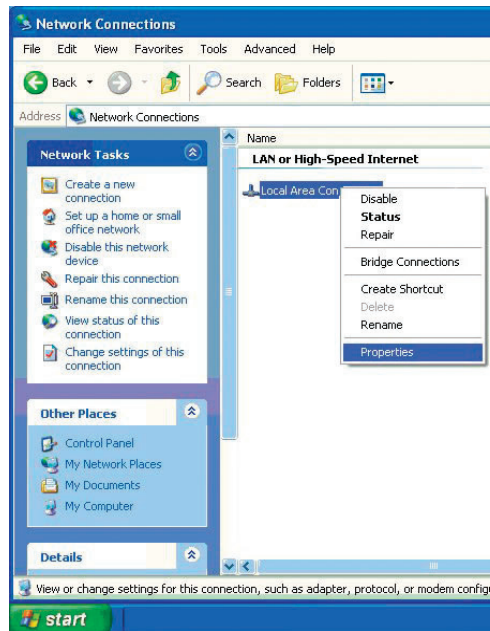 Network Connections
File Edit View Favorites Tools Advanced Help
Back Search Folders
Address Network Connections
Network Tasks
Create a new
connection
Set up a home or small
office network
Disable this network
device
Repair this connection
Rename this connection
View status of this
connection
Change settings of this
connection
Other Places
Control Panel
My Network Places
My Documents
My Computer
Details
Name
LAN or High-Speed Internet
Local Area Con
Disable
Status
Repair
Bridge Connections
Create Shortcut
Delete
Rename
Properties
View or change settings for this connection, such as adapter, protocol, or modem configu
start